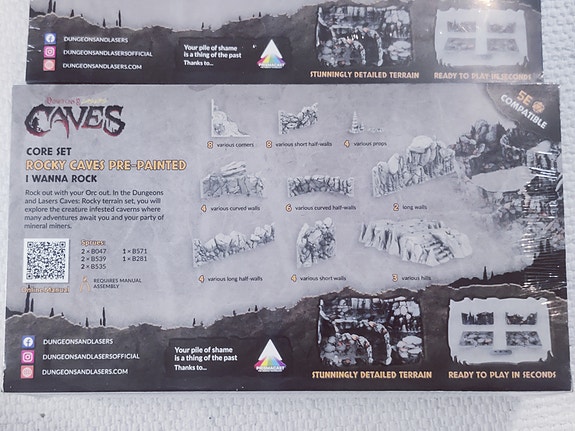 DUNGEONSANDLASERS
DUNGEONSANDLASERSOFFICIAL
DUNGEONSANDLASERS.COM
Your pile of shame
is a thing of the past
Thanks to...
STUNNINGLY DETAILED TERRAIN
READY TO PLAY IN SECONDS
CAVES
5E
COMPATIBLE
CORE SET
ROCKY CAVES PRE-PAINTED
I WANNA ROCK
Rock out with your Orc out. In the Dungeons
and Lasers Caves: Rocky terrain set, you will
explore the creature infested caverns where
many adventures await you and your party of
mineral miners.
Sprues:
2 × B047 1 × B571
2 × B539 1 × B281
2 × B535
REQUIRES MANUAL
ASSEMBLY
Online Manual
8 various corners
8 various short half-walls
4 various props
4 various curved walls
6 various curved half-walls
2 long walls
4 various long half-walls
4 various short walls
3 various hills
DUNGEONSANDLASERS
DUNGEONSANDLASERSOFFICIAL
DUNGEONSANDLASERS.COM
Your pile of shame
is a thing of the past
Thanks to...
PRISMACAST
STUNNINGLY DETAILED TERRAIN
READY TO PLAY IN SECONDS